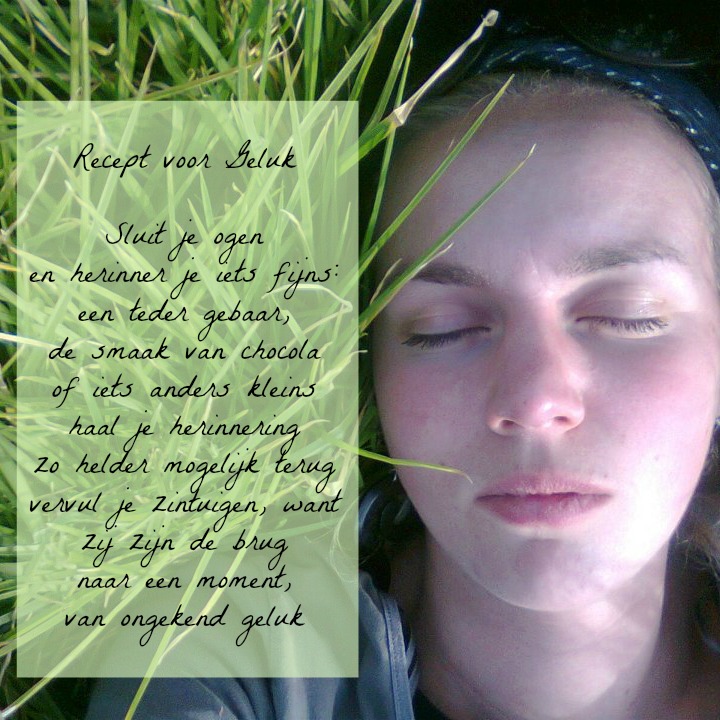 Recept voor Geluk
Sluit je ogen
en herinner je iets fijns:
een teder gebaar,
de smaak van chocola
of iets anders kleins
haal je herinnering
zo helder mogelijk terug
vervul je zintuigen, want
zij zijn de brug
naar een moment,
van ongekend geluk